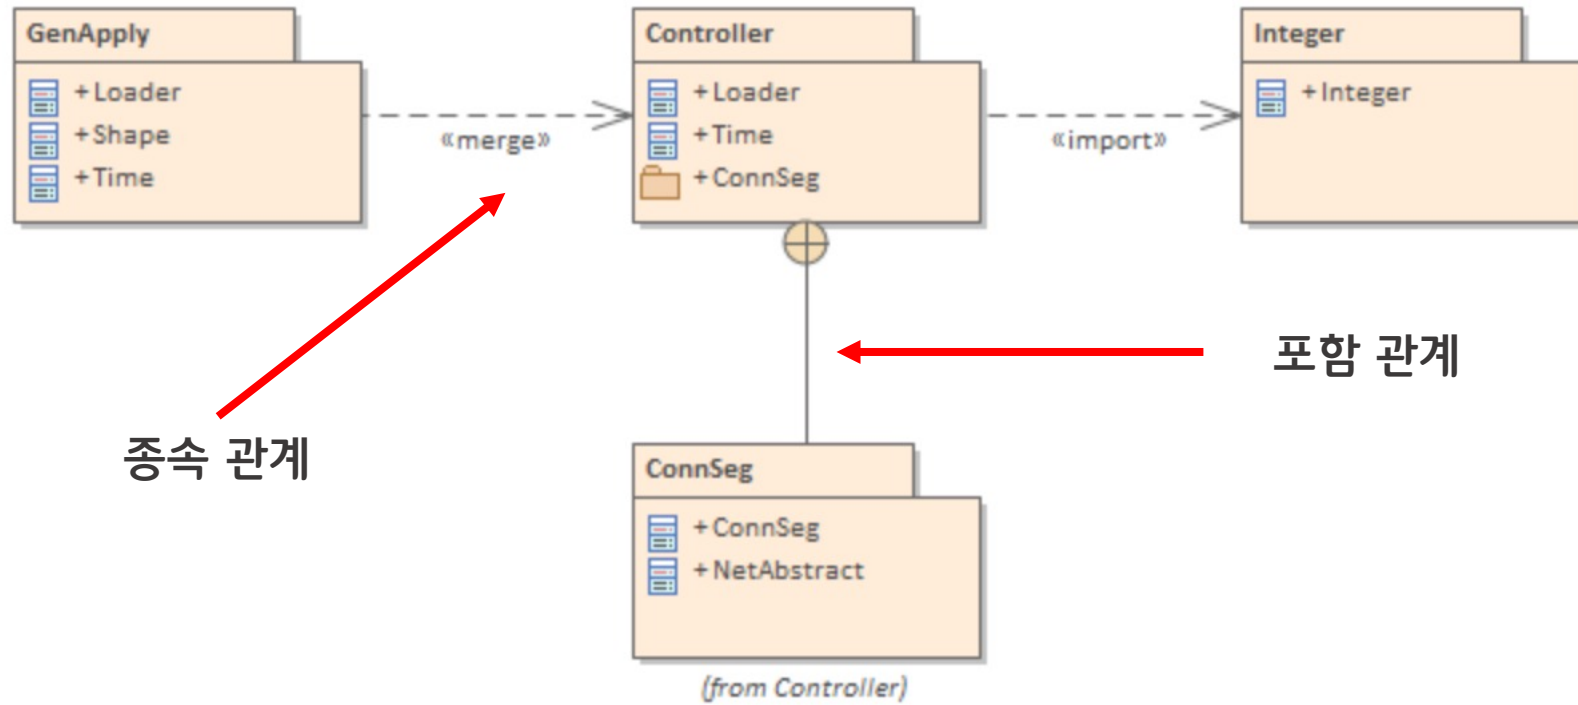 GenApply
+Loader
+Shape
+Time
«merge»
Controller
+Loader
+Time
+ConnSeg
«import»
Integer
+Integer
종속 관계
포함 관계
ConnSeg
+ConnSeg
+NetAbstract
(from Controller)